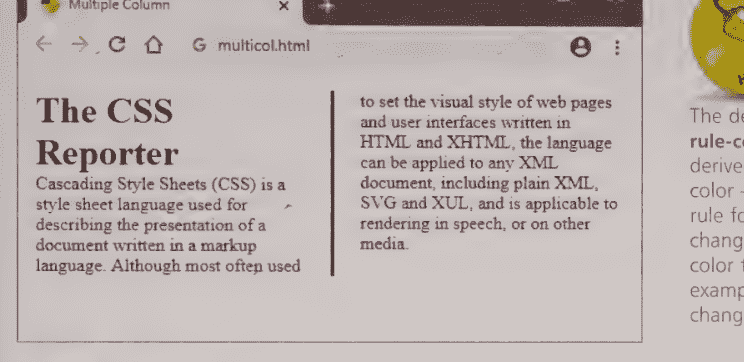 Multiple Column
multicol.html
The CSS
Reporter
Cascading Style Sheets (CSS) is a
style sheet language used for
describing the presentation of a
document written in a markup
language. Although most often used
to set the visual style of web pages
and user interfaces written in
HTML and XHTML, the language
can be applied to any XML
document, including plain XML,
SVG and XUL, and is applicable to
rendering in speech, or on other
media.
The de
rule-c
derive
color -
rule fo
chang
color t
examp
chang